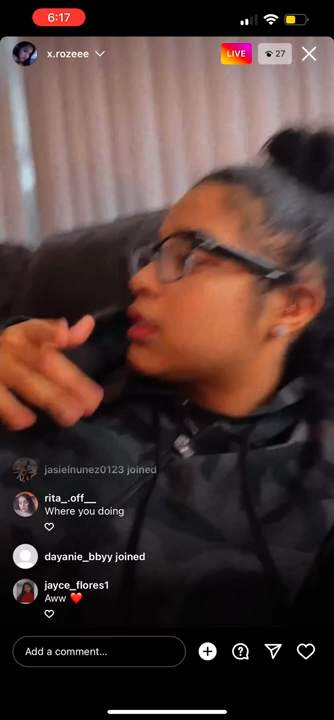 6:17
x.rozeee
LIVE
27
jasielnunez0123 joined
rita_.off__
Where you doing
dayanie_bbyy joined
jayce_flores1
Aww ❤️
Add a comment...